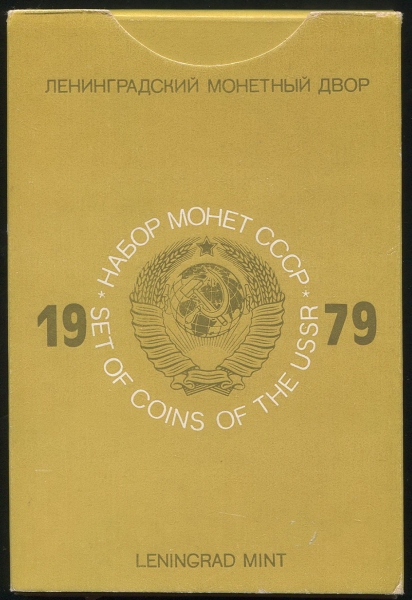 ЛЕНИНГРАДСКИЙ МОНЕТНЫЙ ДВОР
* НАБОР МОНЕТ СССР *
19 79
SET OF COINS OF THE USSR
LENINGRAD MINT